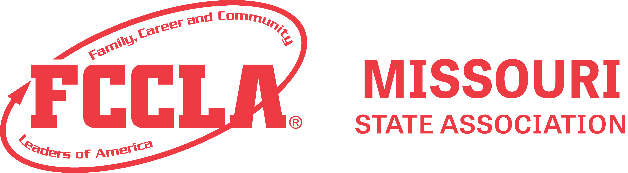 Family, Career and Community
FCCLA®
Leaders of America
MISSOURI
STATE ASSOCIATION